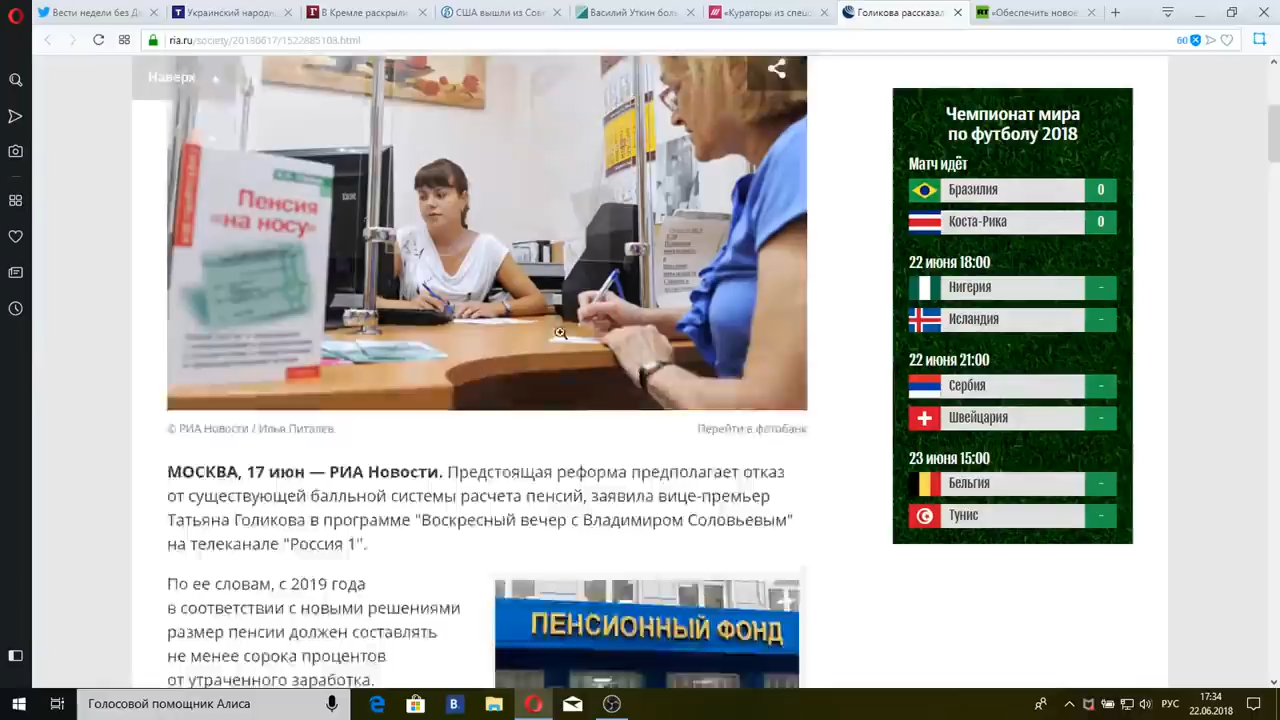 Вести недели без Ди
Украинский народн
В Кремле раскрыли
США вышли из Сов
Василий Уткин боль
«Кураторы из спец
Голикова рассказал
«Обеспечить новое
ria.ru/society/20180617/1522885108.html
60
Наверх
Пенсия
«на носу»
© РИА Новости / Илья Питалев
Перейти в фотобанк
МОСКВА, 17 июн — РИА Новости. Предстоящая реформа предполагает отказ
от существующей балльной системы расчета пенсий, заявила вице-премьер
Татьяна Голикова в программе "Воскресный вечер с Владимиром Соловьевым"
на телеканале "Россия 1".
По ее словам, с 2019 года
в соответствии с новыми решениями
размер пенсии должен составлять
не менее сорока процентов
от утраченного заработка.
ПЕНСИОННЫЙ ФОНД
Чемпионат мира
по футболу 2018
Матч идёт
Бразилия 0
Коста-Рика 0
22 июня 18:00
Нигерия -
Исландия -
22 июня 21:00
Сербия -
Швейцария -
23 июня 15:00
Бельгия -
Тунис -
Голосовой помощник Алиса
РУС
17:34
22.06.2018